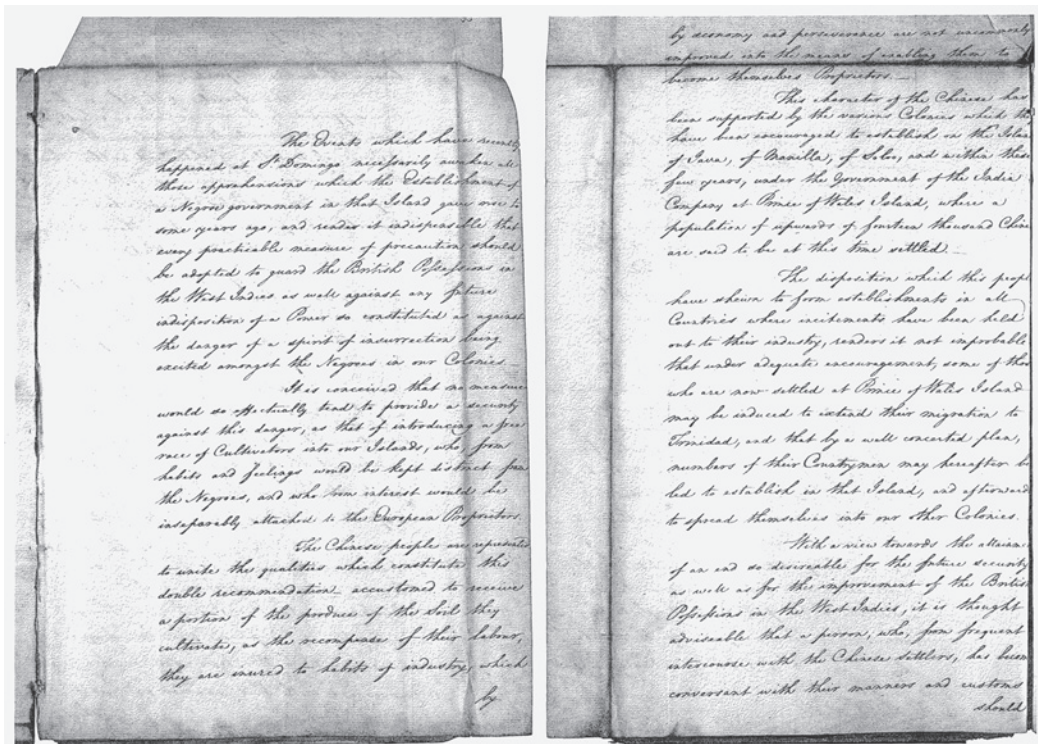 The Events which have recently
happened at St. Domingo necessarily awaken all
those apprehensions which the Establishment of
a Negroe government in that Island gave rise to
some years ago, and render it indispensible that
every practicable measure of precaution should
be adopted to guard the British Possessions in
the West Indies as well against any future
indisposition of a Power so constituted as against
the danger of a spirit of insurrection being
excited amongst the Negroes in our Colonies.
It is conceived that no measure
would so effectually tend to provide a security
against this danger, as that of introducing a free
race of Cultivators into our Islands, who, from
habits and feelings would be kept distinct from
the Negroes, and who from interest would be
inseparably attached to the European Proprietors.
The Chinese people are represented
to unite the qualities which constitute this
double recommendation_ accustomed to receive
a portion of the produce of the Soil they
cultivate, as the recompense of their labour,
they are inured to habits of industry, which
by
by economy and perseverance are not uncommonly
improved into the means of enabling them to
become themselves Proprietors._
This character of the Chinese has
been supported by the various Colonies which th
have been encouraged to establish on the Islan
of Java, of Manilla, of Soloo, and within these
few years, under the Government of the India
Company at Prince of Wales Island, where a
population of upwards of fourteen thousand Chine
are said to be at this time settled._
The disposition which this peopl
have shewn to form establishments in all
Countries where incitements have been held
out to their industry, renders it not improbable
that under adequate encouragement, some of thos
who are now settled at Prince of Wales Island
may be induced to extend their migration to
Trinidad, and that by a well concerted plan,
numbers of their Countrymen may hereafter be
led to establish in that Island, and afterward
to spread themselves into our other Colonies.
With a view towards the attainm
of an end so desireable for the future security
as well as for the improvement of the British
Possessions in the West Indies, it is thought
adviseable that a person, who, from frequent
intercourse with the Chinese settlers, has becom
conversant with their manners and customs
should